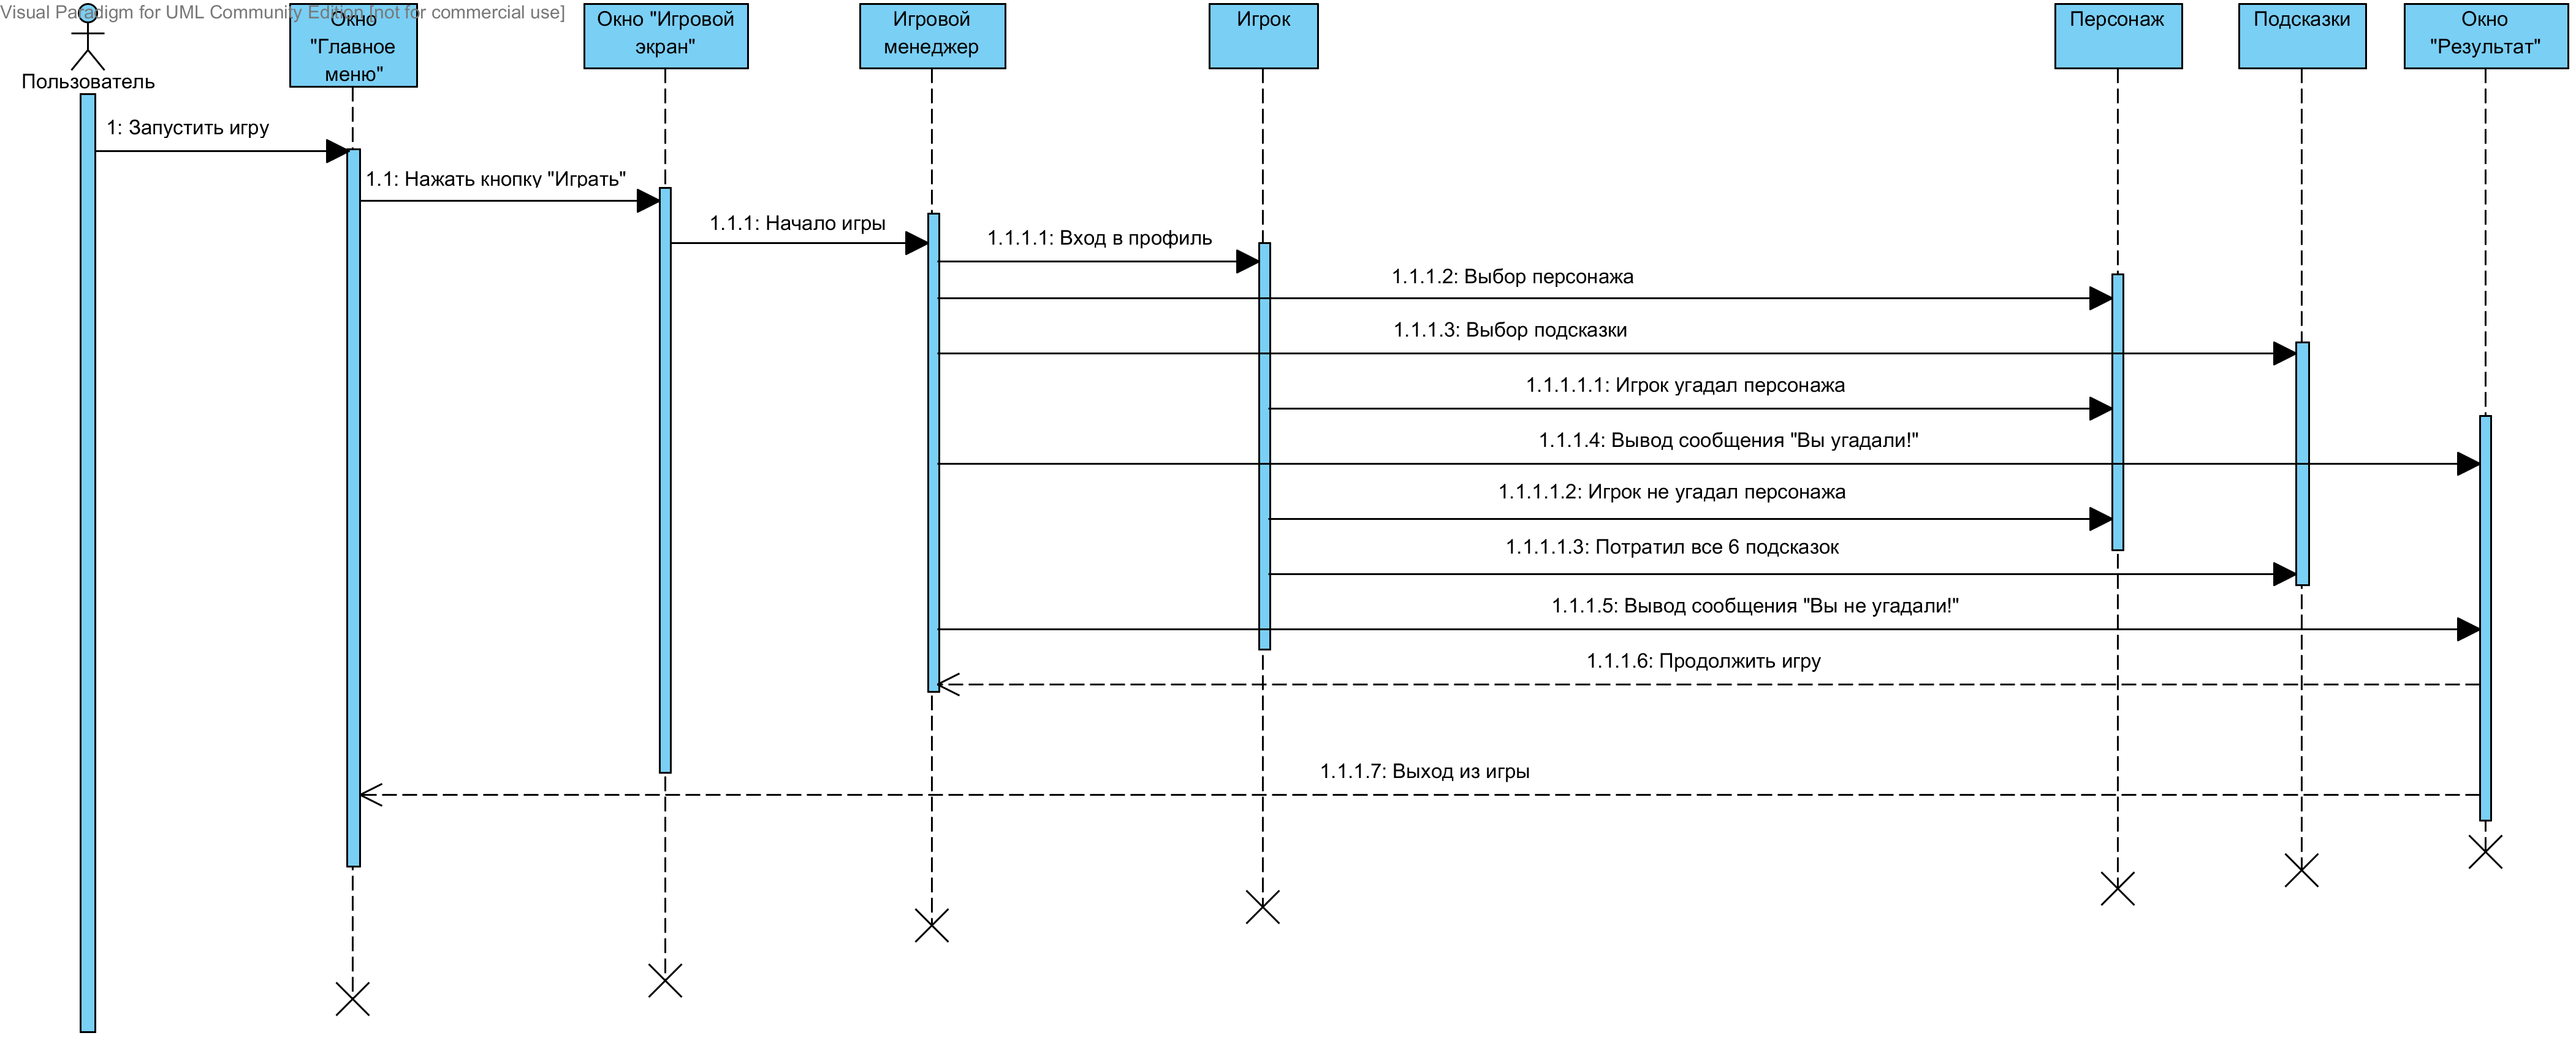 Visual Paradigm for UML Community Edition [not for commercial use]
Пользователь
Окно
"Главное
меню"
Окно "Игровой
экран"
Игровой
менеджер
Игрок
Персонаж
Подсказки
Окно
"Результат"
1: Запустить игру
1.1: Нажать кнопку "Играть"
1.1.1: Начало игры
1.1.1.1: Вход в профиль
1.1.1.2: Выбор персонажа
1.1.1.3: Выбор подсказки
1.1.1.1.1: Игрок угадал персонажа
1.1.1.4: Вывод сообщения "Вы угадали!"
1.1.1.1.2: Игрок не угадал персонажа
1.1.1.1.3: Потратил все 6 подсказок
1.1.1.5: Вывод сообщения "Вы не угадали!"
1.1.1.6: Продолжить игру
1.1.1.7: Выход из игры